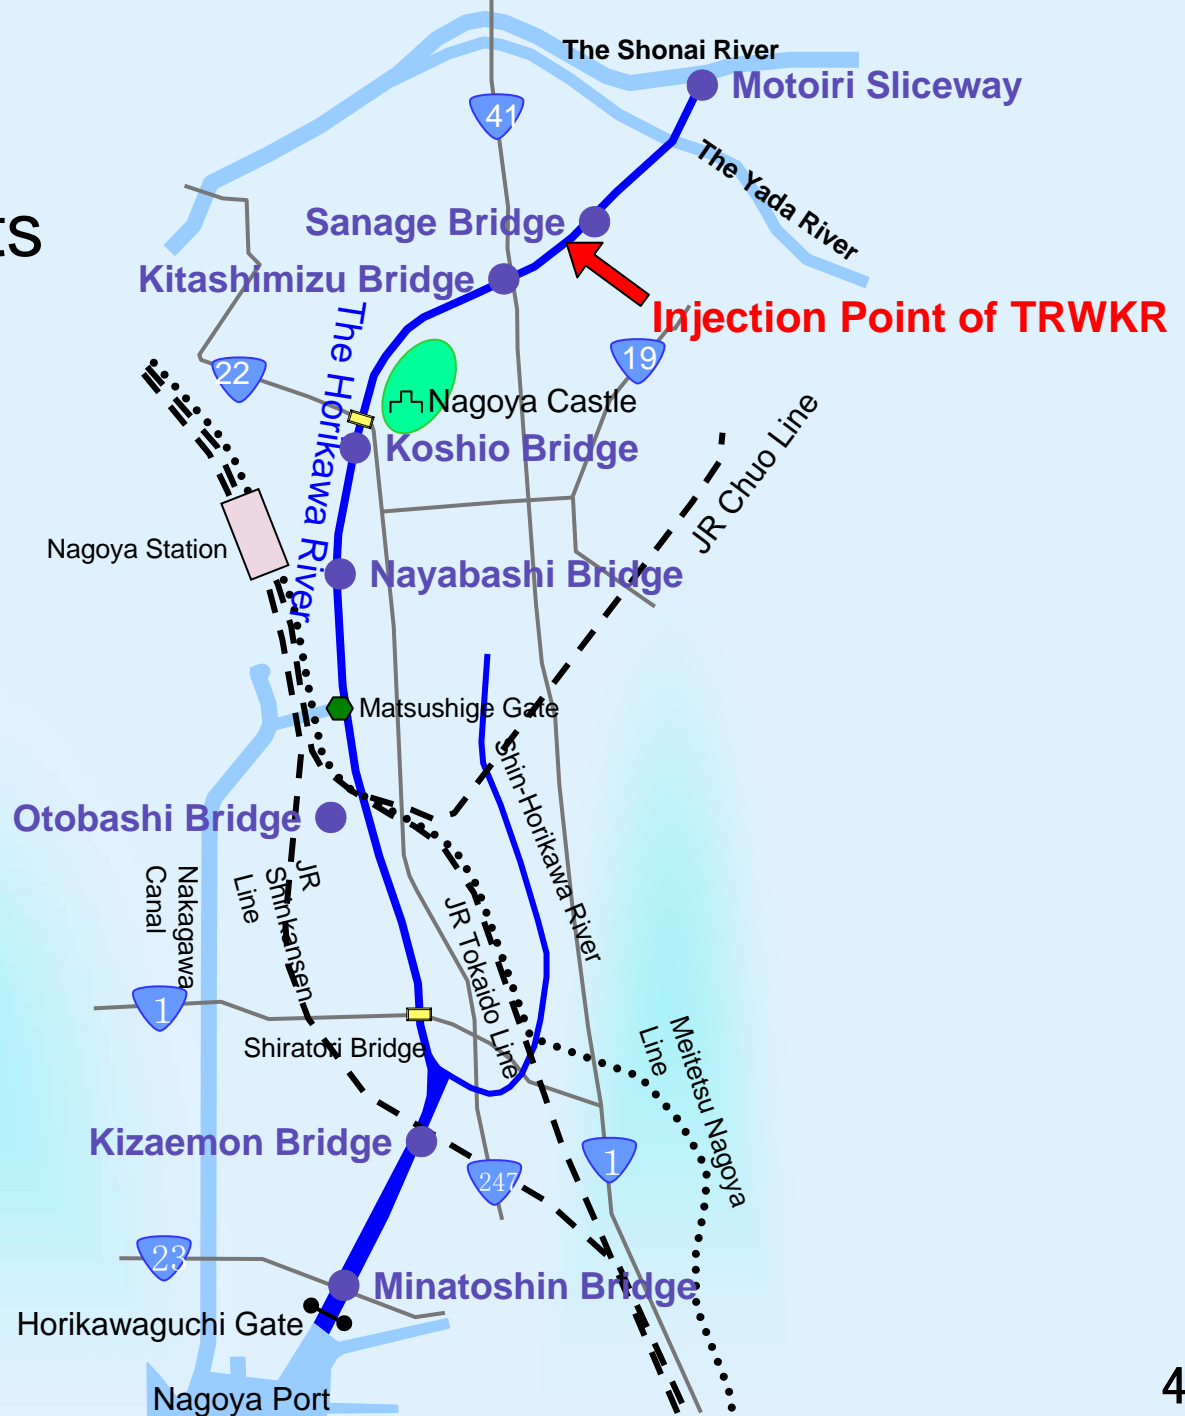 The Shonai River
Motoiri Sliceway
41
The Yada River
ts
Sanage Bridge
Kitashimizu Bridge
Injection Point of TRWKR
The Horikawa River
19
22
Nagoya Castle
JR Chuo Line
Koshio Bridge
Nagoya Station
Nayabashi Bridge
Matsushige Gate
Shin-Horikawa River
Otobashi Bridge
JR
Shinkansen
Line
Nakagawa
Canal
JR Tokaido Line
1
Shiratori Bridge
Meitetsu Nagoya
Line
Kizaemon Bridge
1
247
23
Minatoshin Bridge
Horikawaguchi Gate
Nagoya Port
4